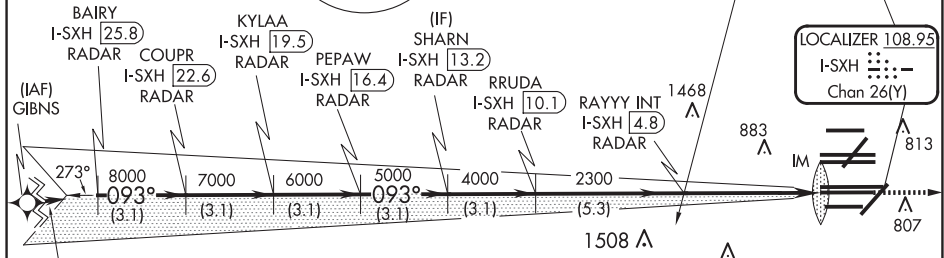 BAIRY
I-SXH 25.8
RADAR
COUPR
I-SXH 22.6
RADAR
KYLAA
I-SXH 19.5
RADAR
PEPAW
I-SXH 16.4
RADAR
(IF)
SHARN
I-SXH 13.2
RADAR
RRUDA
I-SXH 10.1
RADAR
RAYYY INT
I-SXH 4.8
RADAR
1468
LOCALIZER 108.95
I-SXH
Chan 26(Y)
(IAF)
GIBNS
883
813
IM
273°
8000
7000
6000
5000
4000
2300
093°
093°
(3.1)
(3.1)
(3.1)
(3.1)
(3.1)
(5.3)
807
1508